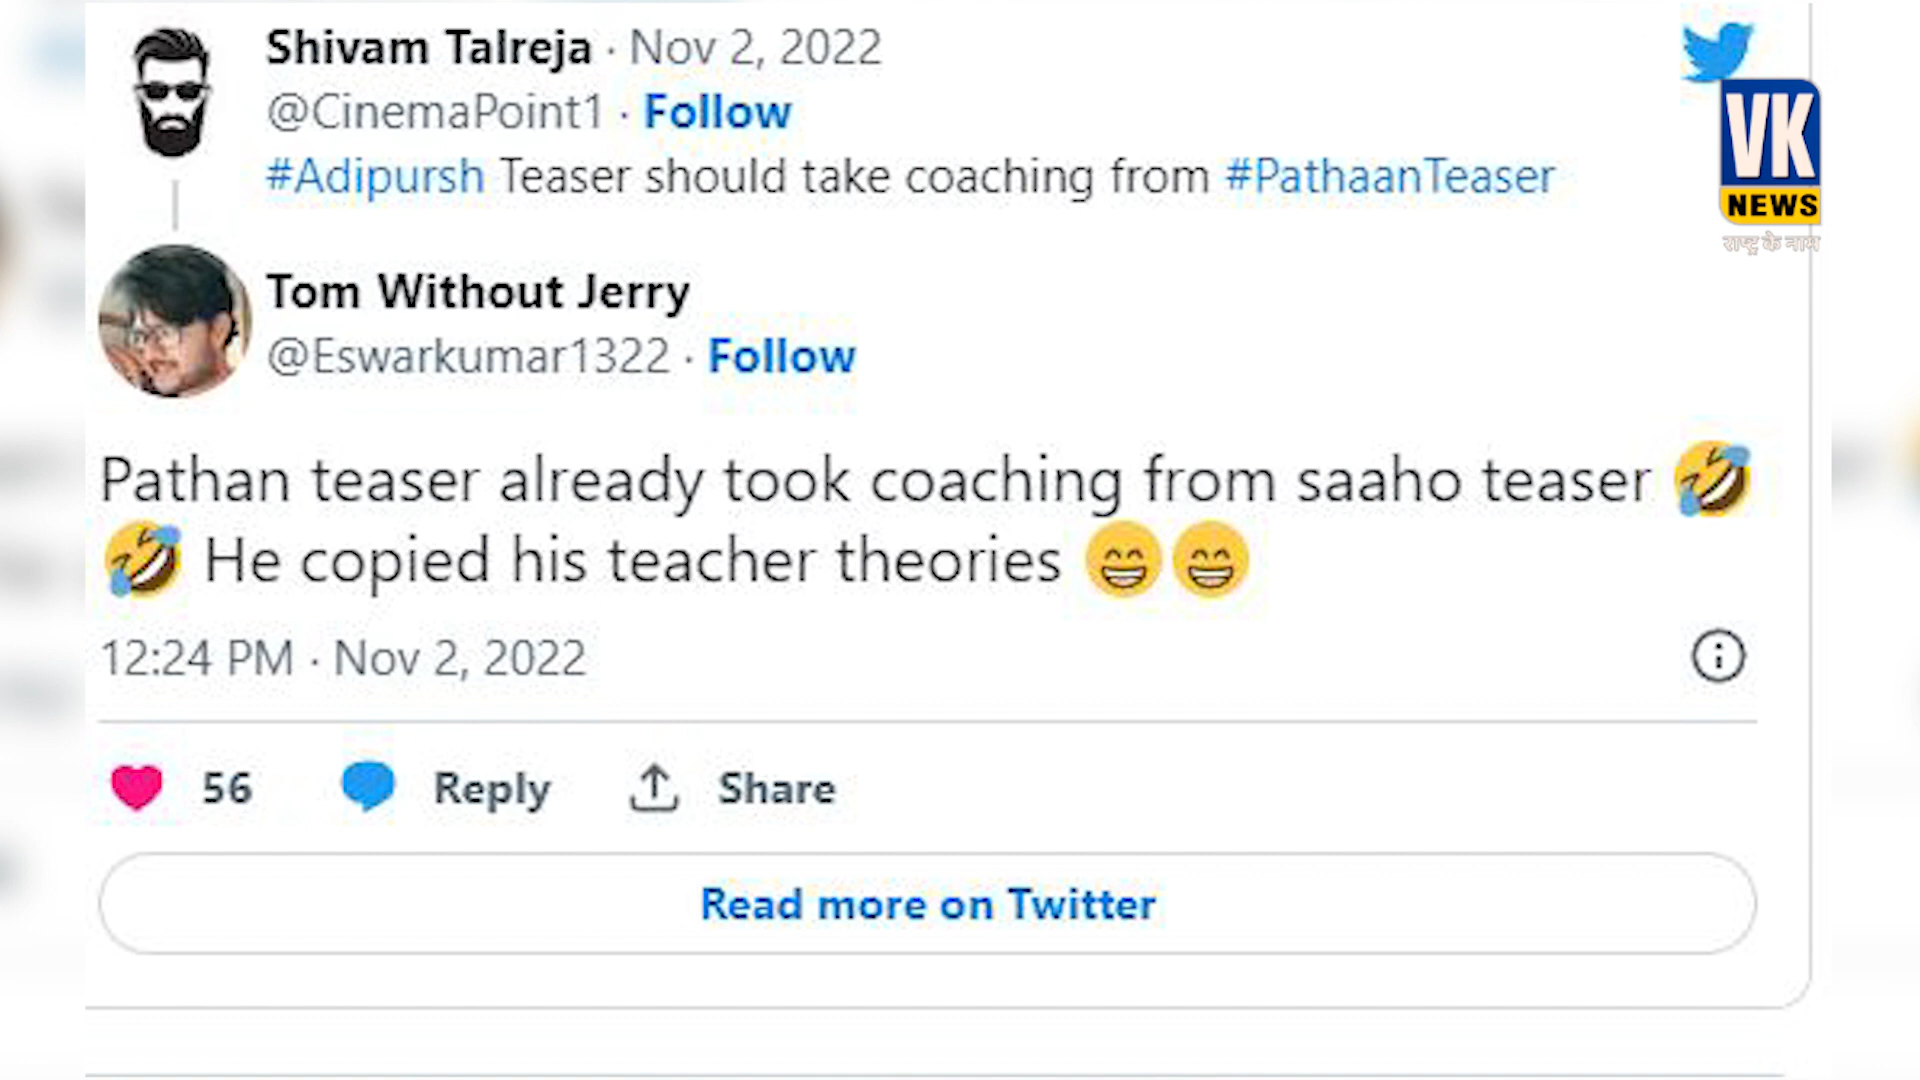 Shivam Talreja · Nov 2, 2022
@CinemaPoint1 · Follow
#Adipursh Teaser should take coaching from #PathaanTeaser
VK
NEWS
राष्ट्र के नाम
Tom Without Jerry
@Eswarkumar1322 · Follow
Pathan teaser already took coaching from saaho teaser 🤣
🤣 He copied his teacher theories 😁😁
12:24 PM · Nov 2, 2022
56 Reply Share
Read more on Twitter